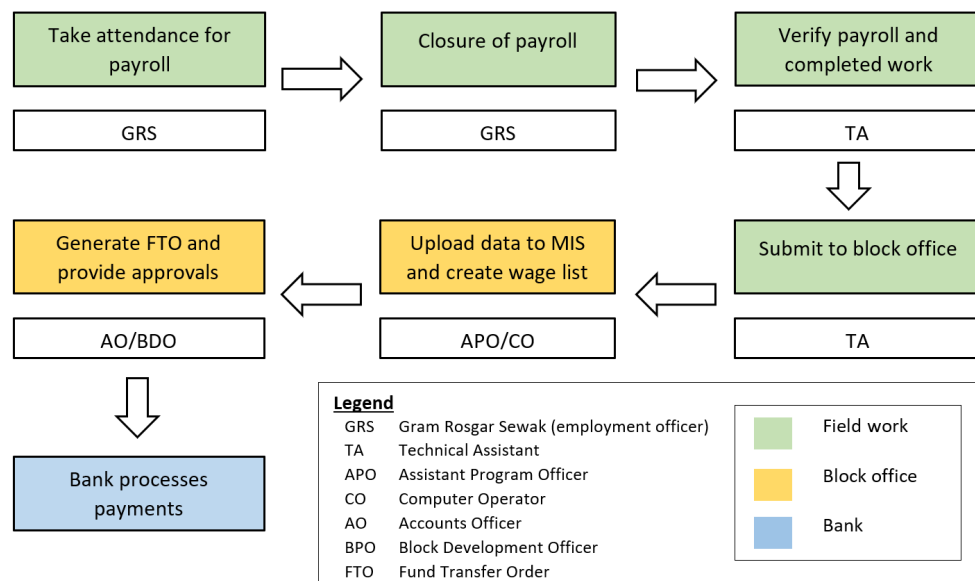 Take attendance for
payroll
GRS
Closure of payroll
GRS
Verify payroll and
completed work
TA
Submit to block office
TA
Upload data to MIS
and create wage list
APO/CO
Generate FTO and
provide approvals
AO/BDO
Bank processes
payments
Legend
GRS Gram Rosgar Sewak (employment officer)
TA Technical Assistant
APO Assistant Program Officer
CO Computer Operator
AO Accounts Officer
BPO Block Development Officer
FTO Fund Transfer Order
Field work
Block office
Bank